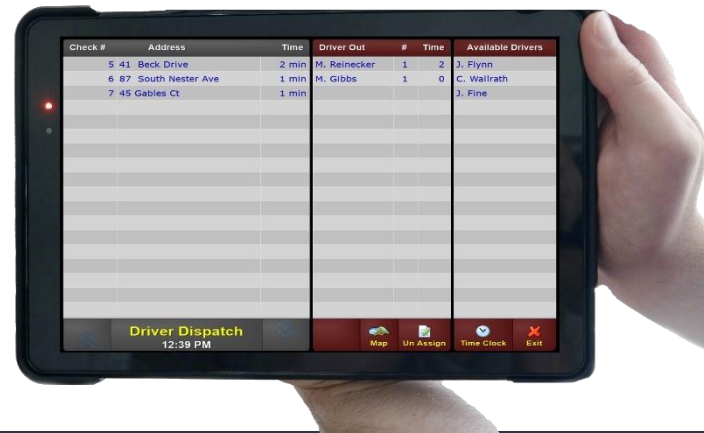 Check # Address Time Driver Out # Time Available Drivers
5 41 Beck Drive 2 min M. Reinecker 1 2 J. Flynn
6 87 South Nester Ave 1 min M. Gibbs 1 0 C. Wallrath
7 45 Gables Ct 1 min J. Fine
Driver Dispatch
12:39 PM
Map Un Assign Time Clock Exit